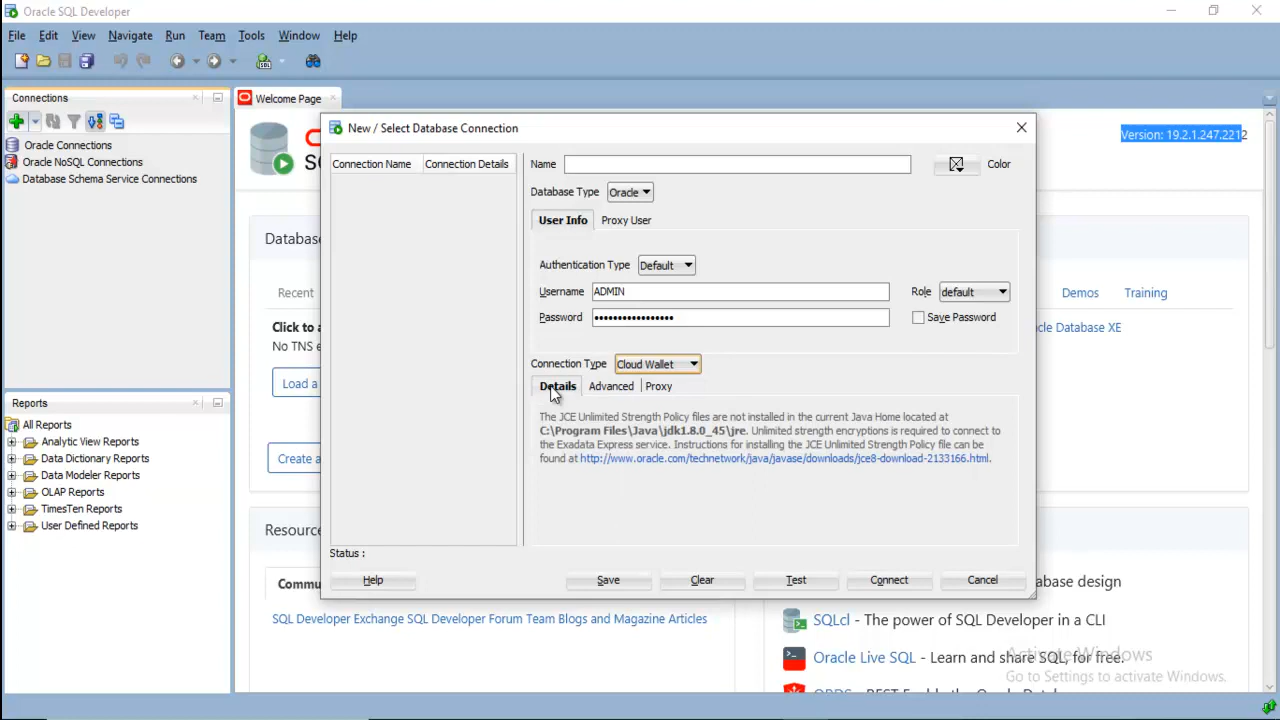 Oracle SQL Developer
File Edit View Navigate Run Team Tools Window Help
Connections
Oracle Connections
Oracle NoSQL Connections
Database Schema Service Connections
Reports
All Reports
Analytic View Reports
Data Dictionary Reports
Data Modeler Reports
OLAP Reports
TimesTen Reports
User Defined Reports
Welcome Page
Version: 19.2.1.247.2212
Recent
Click to
No TNS
Load a
Create a
Demos Training
Database XE
New / Select Database Connection
Connection Name Connection Details
Name Color
Database Type Oracle
User Info Proxy User
Authentication Type Default
Username ADMIN Role default
Password ••••••••••••••••• Save Password
Connection Type Cloud Wallet
Details Advanced Proxy
The JCE Unlimited Strength Policy files are not installed in the current Java Home located at
C:\Program Files\Java\jdk1.8.0_45\jre. Unlimited strength encryptions is required to connect to
the Exadata Express service. Instructions for installing the JCE Unlimited Strength Policy file can be
found at http://www.oracle.com/technetwork/java/javase/downloads/jce8-download-2133166.html.
Status :
Help Save Clear Test Connect Cancel
SQL Developer Exchange SQL Developer Forum Team Blogs and Magazine Articles
design
SQLcl - The power of SQL Developer in a CLI
Oracle Live SQL - Learn and share SQL, for free.
Activate Windows
Go to Settings to activate Windows.